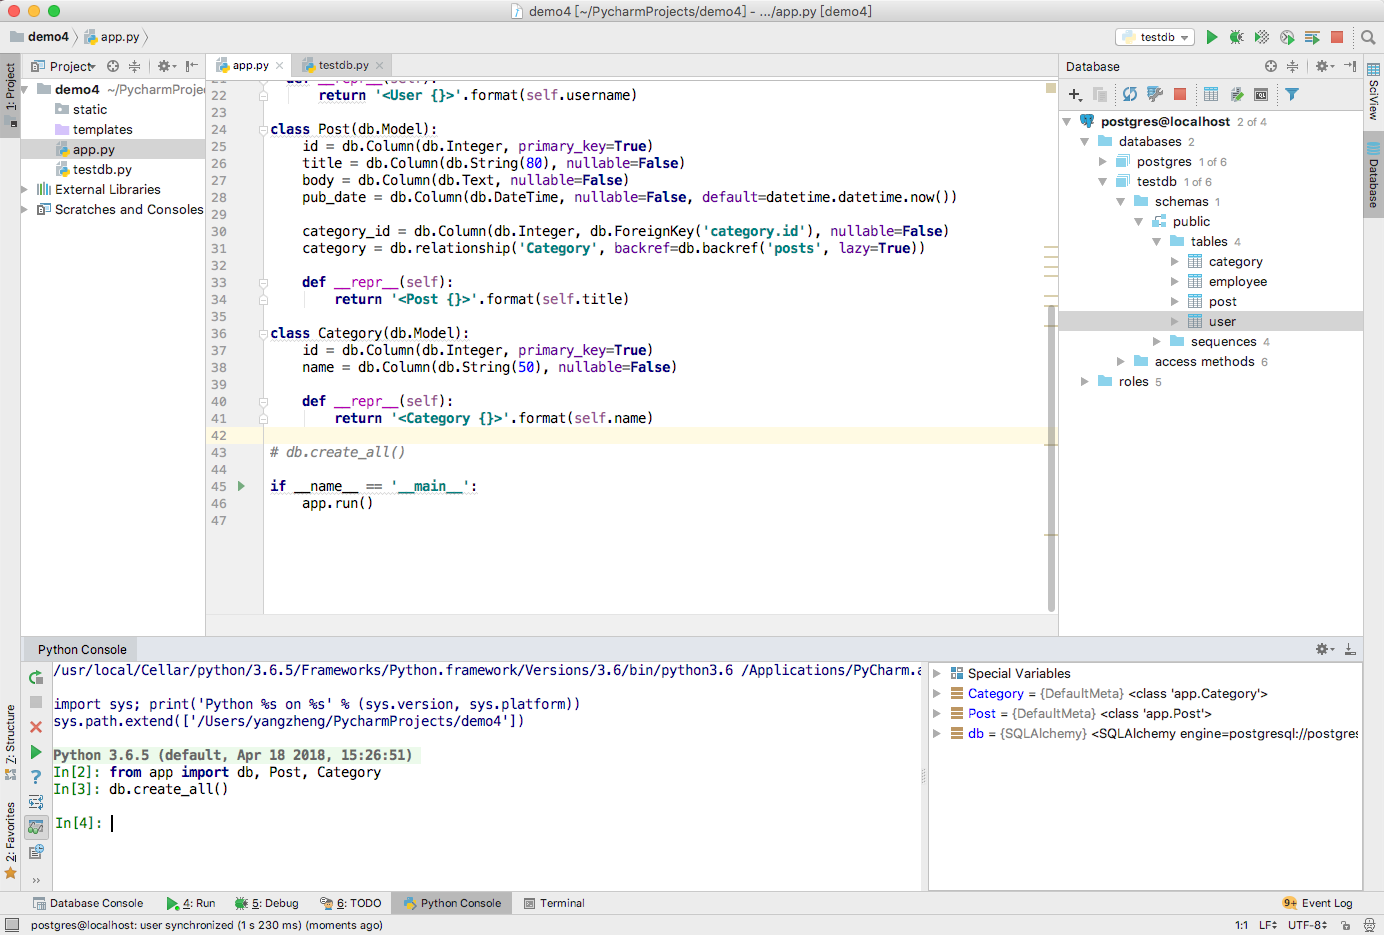 demo4 [~/PycharmProjects/demo4] - .../app.py [demo4]
demo4
app.py
testdb
1: Project
Project
demo4 ~/PycharmProje
static
templates
app.py
testdb.py
External Libraries
Scratches and Consoles
app.py
testdb.py
22 return '<User {}>'.format(self.username)
23
24 class Post(db.Model):
25 id = db.Column(db.Integer, primary_key=True)
26 title = db.Column(db.String(80), nullable=False)
27 body = db.Column(db.Text, nullable=False)
28 pub_date = db.Column(db.DateTime, nullable=False, default=datetime.datetime.now())
29
30 category_id = db.Column(db.Integer, db.ForeignKey('category.id'), nullable=False)
31 category = db.relationship('Category', backref=db.backref('posts', lazy=True))
32
33 def __repr__(self):
34 return '<Post {}>'.format(self.title)
35
36 class Category(db.Model):
37 id = db.Column(db.Integer, primary_key=True)
38 name = db.Column(db.String(50), nullable=False)
39
40 def __repr__(self):
41 return '<Category {}>'.format(self.name)
42
43 # db.create_all()
44
45 if __name__ == '__main__':
46 app.run()
47
Database
postgres@localhost 2 of 4
databases 2
postgres 1 of 6
testdb 1 of 6
schemas 1
public
tables 4
category
employee
post
user
sequences 4
access methods 6
roles 5
SciView
Database
Python Console
/usr/local/Cellar/python/3.6.5/Frameworks/Python.framework/Versions/3.6/bin/python3.6 /Applications/PyCharm.a
import sys; print('Python %s on %s' % (sys.version, sys.platform))
sys.path.extend(['/Users/yangzheng/PycharmProjects/demo4'])
Python 3.6.5 (default, Apr 18 2018, 15:26:51)
In[2]: from app import db, Post, Category
In[3]: db.create_all()
In[4]:
Special Variables
Category = {DefaultMeta} <class 'app.Category'>
Post = {DefaultMeta} <class 'app.Post'>
db = {SQLAlchemy} <SQLAlchemy engine=postgresql://postgres
Z: Structure
2: Favorites
Database Console
4: Run
5: Debug
6: TODO
Python Console
Terminal
9+ Event Log
postgres@localhost: user synchronized (1 s 230 ms) (moments ago)
1:1 LF UTF-8